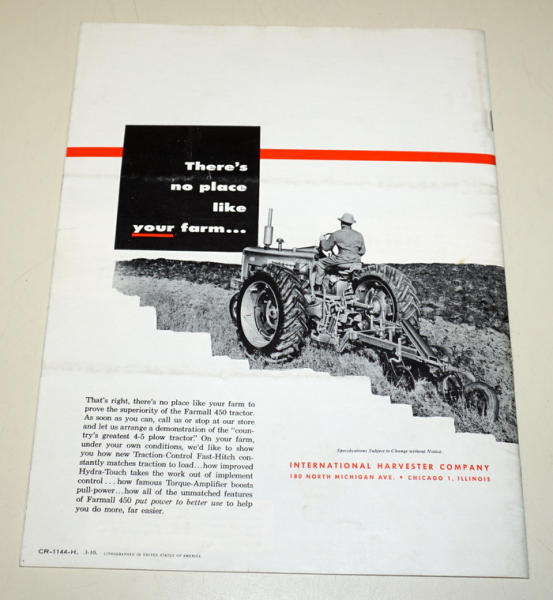 There's
no place
like
your farm...
That's right, there's no place like your farm to
prove the superiority of the Farmall 450 tractor.
As soon as you can, call us or stop at our store
and let us arrange a demonstration of the "coun-
try's greatest 4-5 plow tractor." On your farm,
under your own conditions, we'd like to show
you how new Traction-Control Fast-Hitch con-
stantly matches traction to load...how improved
Hydra-Touch takes the work out of implement
control...how famous Torque-Amplifier boosts
pull-power...how all of the unmatched features
of Farmall 450 put power to better use to help
you do more, far easier.
Specifications Subject to Change without Notice.
INTERNATIONAL HARVESTER COMPANY
180 NORTH MICHIGAN AVE. • CHICAGO 1, ILLINOIS
CR-1144-H. 1-10. LITHOGRAPHED IN UNITED STATES OF AMERICA